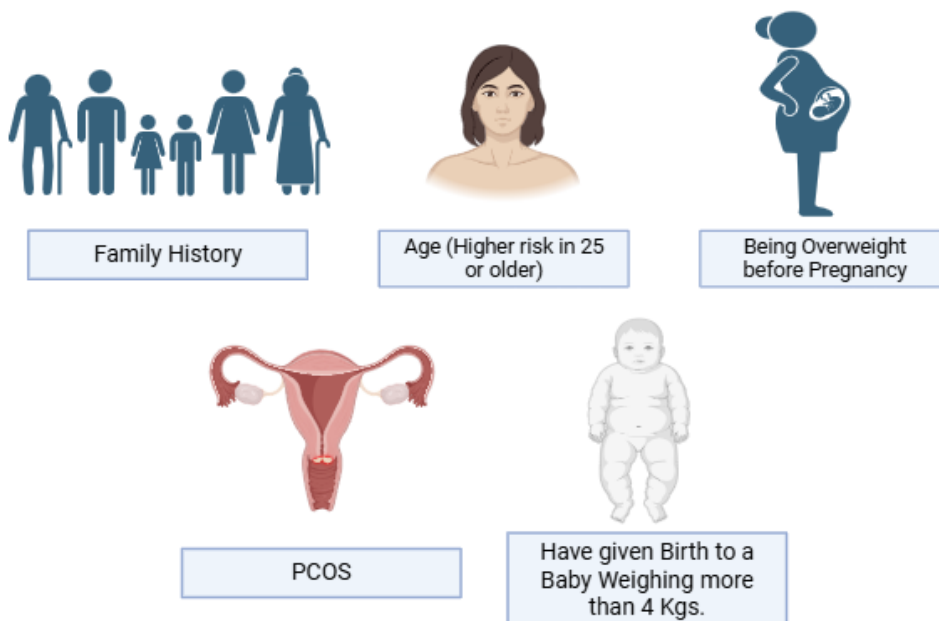 Family History
Age (Higher risk in 25
or older)
Being Overweight
before Pregnancy
PCOS
Have given Birth to a
Baby Weighing more
than 4 Kgs.